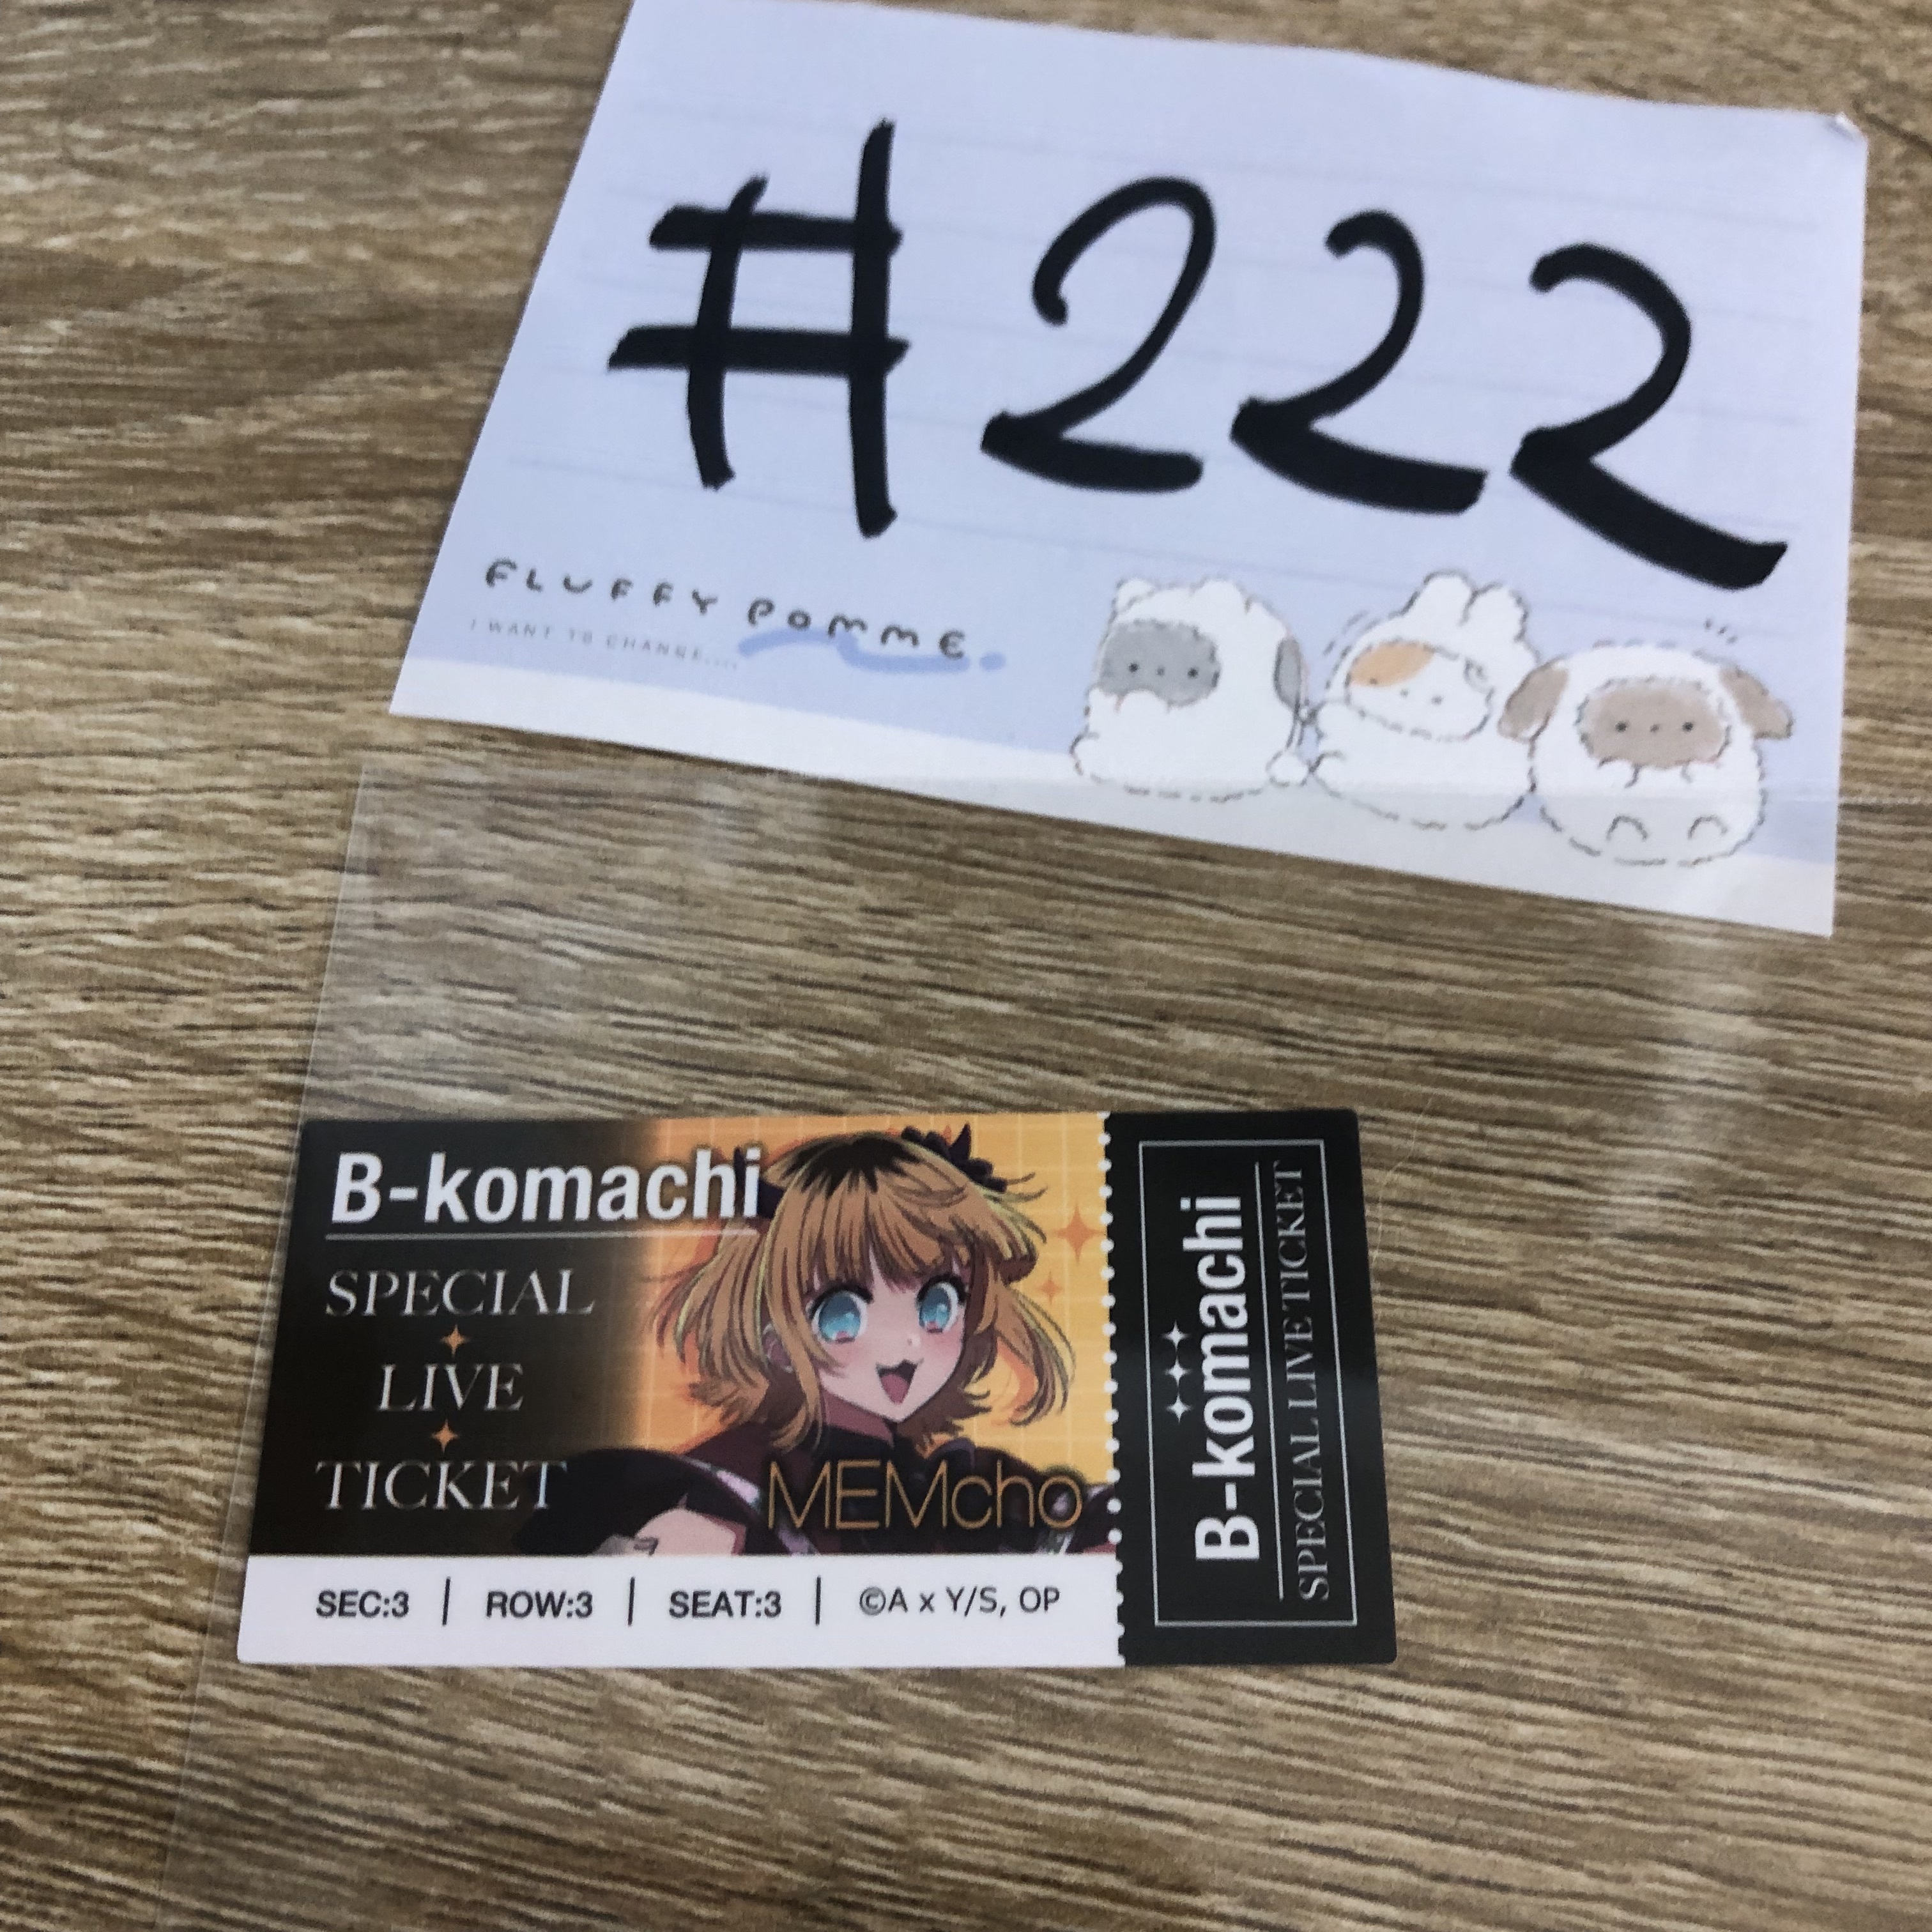 #222
FLUFFY POMME.
I WANT TO CHANGE....
B-komachi
SPECIAL
LIVE
TICKET
MEMcho
SEC:3 | ROW:3 | SEAT:3 | ©A x Y/S, OP
B-komachi
SPECIAL LIVE TICKET